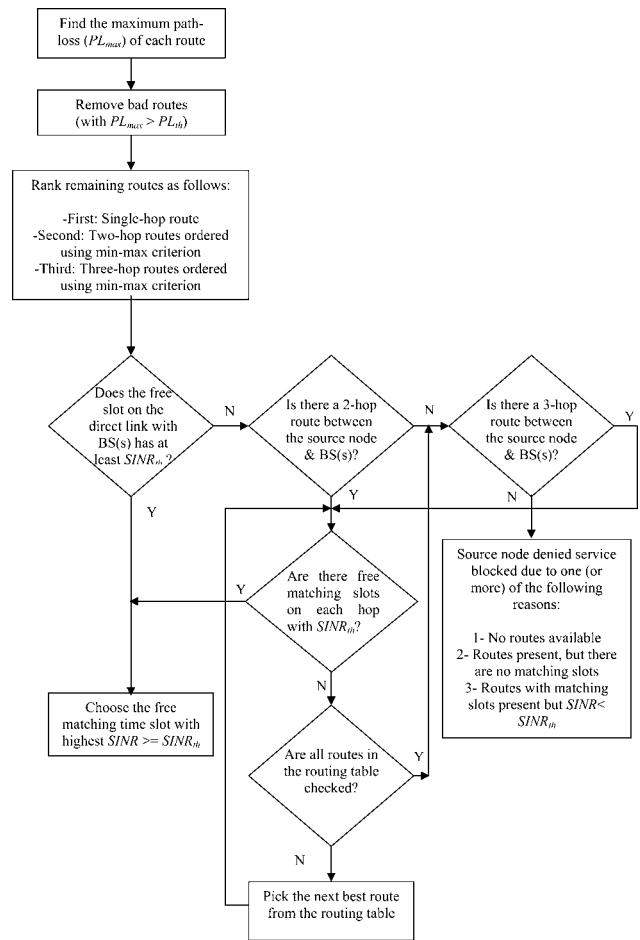 Find the maximum path-
loss (PLmax) of each route
Remove bad routes
(with PLmax > PLth)
Rank remaining routes as follows:
-First: Single-hop route
-Second: Two-hop routes ordered
using min-max criterion
-Third: Three-hop routes ordered
using min-max criterion
Does the free
slot on the
direct link with
BS(s) has at
least SINRth ?
N
Is there a 2-hop
route between
the source node
& BS(s)?
N
Is there a 3-hop
route between
the source node
& BS(s)?
Y
Y
Y
N
Are there free
matching slots
on each hop
with SINRth?
Y
N
Source node denied service
blocked due to one (or
more) of the following
reasons:
1- No routes available
2- Routes present, but there
are no matching slots
3- Routes with matching
slots present but SINR<
SINRth
Choose the free
matching time slot with
highest SINR >= SINRth
Are all routes in
the routing table
checked?
Y
N
Pick the next best route
from the routing table